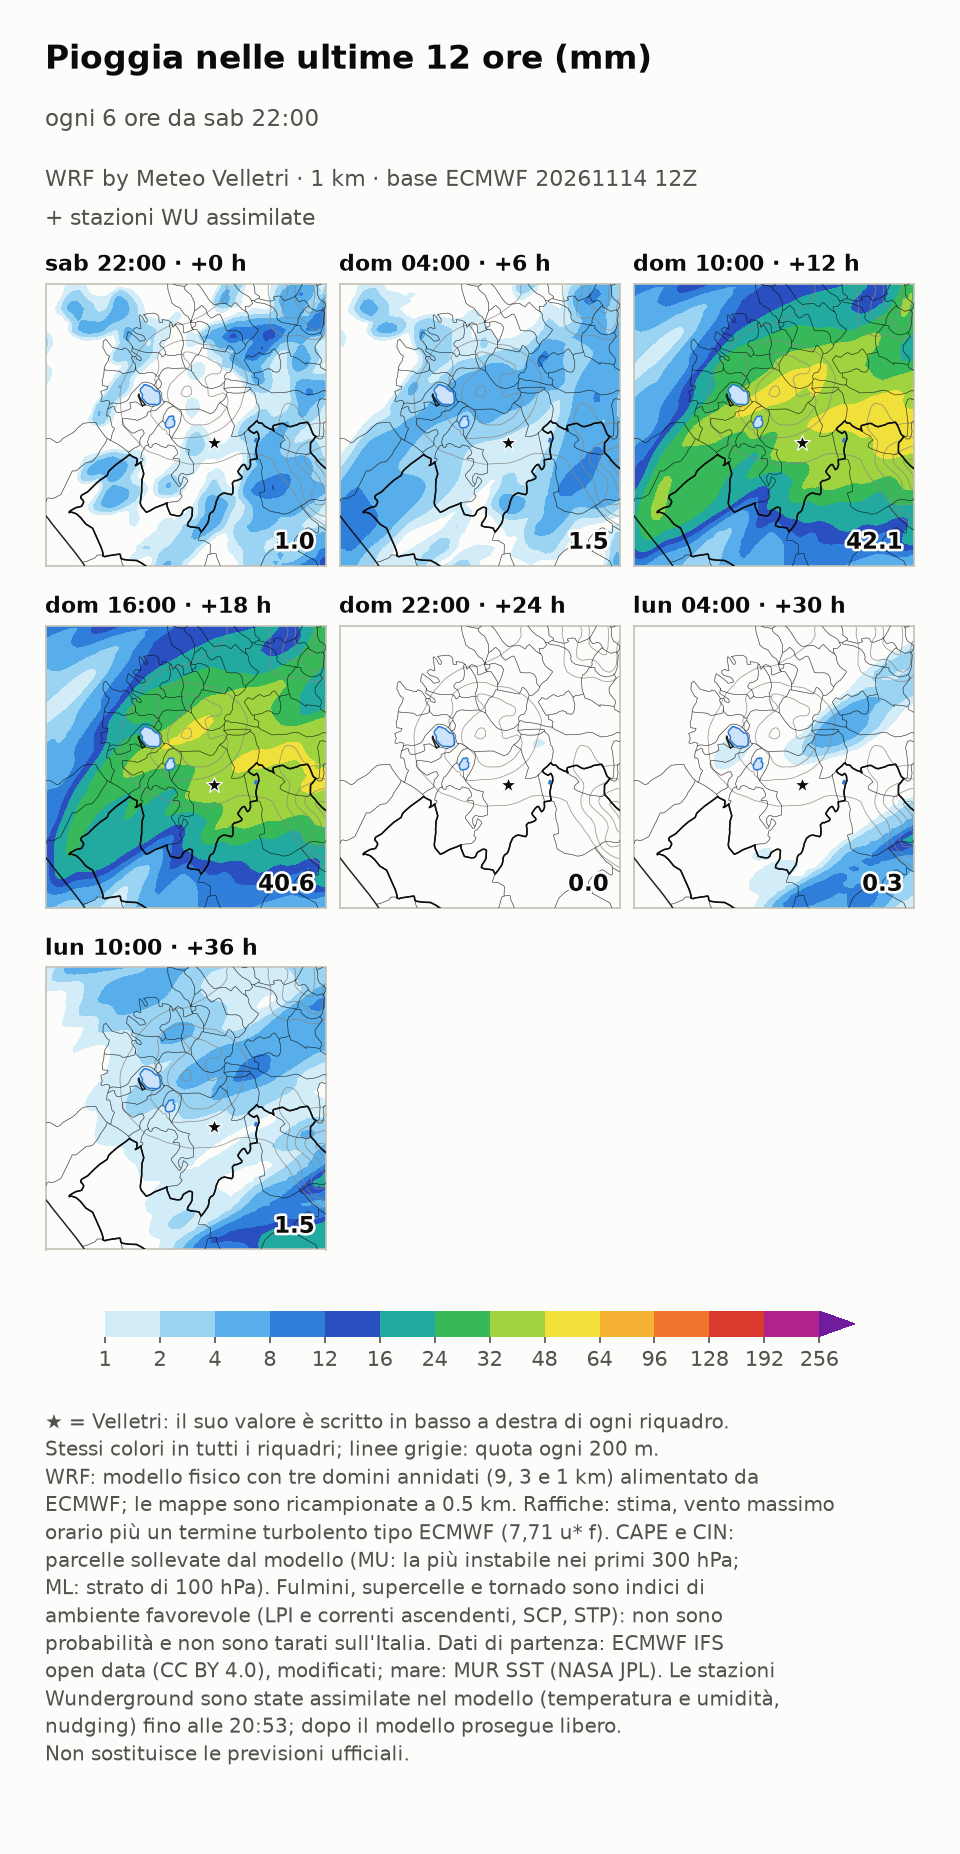 Pioggia nelle ultime 12 ore (mm)
ogni 6 ore da sab 22:00
WRF by Meteo Velletri · 1 km · base ECMWF 20261114 12Z
+ stazioni WU assimilate
sab 22:00 · +0 h
dom 04:00 · +6 h
dom 10:00 · +12 h
1.0
1.5
42.1
dom 16:00 · +18 h
dom 22:00 · +24 h
lun 04:00 · +30 h
40.6
0.0
0.3
lun 10:00 · +36 h
1.5
1 2 4 8 12 16 24 32 48 64 96 128 192 256
★ = Velletri: il suo valore è scritto in basso a destra di ogni riquadro.
Stessi colori in tutti i riquadri; linee grigie: quota ogni 200 m.
WRF: modello fisico con tre domini annidati (9, 3 e 1 km) alimentato da
ECMWF; le mappe sono ricampionate a 0.5 km. Raffiche: stima, vento massimo
orario più un termine turbolento tipo ECMWF (7,71 u* f). CAPE e CIN:
parcelle sollevate dal modello (MU: la più instabile nei primi 300 hPa;
ML: strato di 100 hPa). Fulmini, supercelle e tornado sono indici di
ambiente favorevole (LPI e correnti ascendenti, SCP, STP): non sono
probabilità e non sono tarati sull'Italia. Dati di partenza: ECMWF IFS
open data (CC BY 4.0), modificati; mare: MUR SST (NASA JPL). Le stazioni
Wunderground sono state assimilate nel modello (temperatura e umidità,
nudging) fino alle 20:53; dopo il modello prosegue libero.
Non sostituisce le previsioni ufficiali.